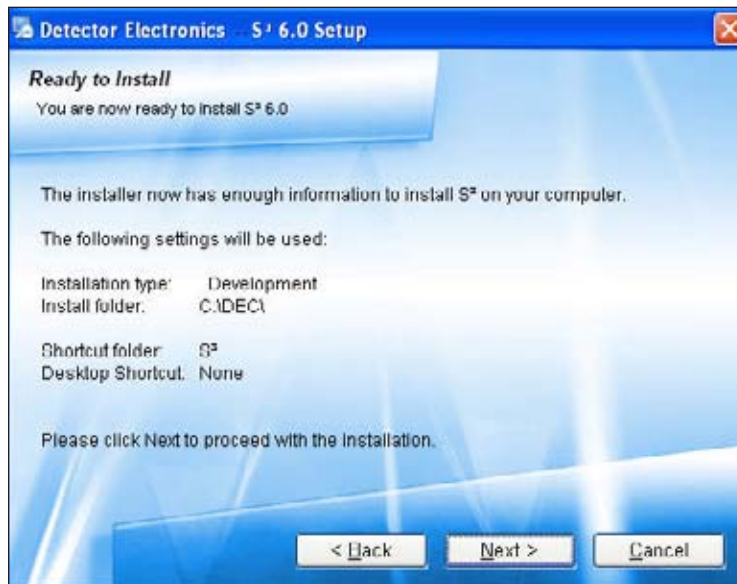 Detector Electronics - S³ 6.0 Setup
Ready to Install
You are now ready to install S³ 6.0
The installer now has enough information to install S³ on your computer.
The following settings will be used:
Installation type: Development
Install folder: C:\DEC\
Shortcut folder: S³
Desktop Shortcut: None
Please click Next to proceed with the installation.
< Back Next > Cancel